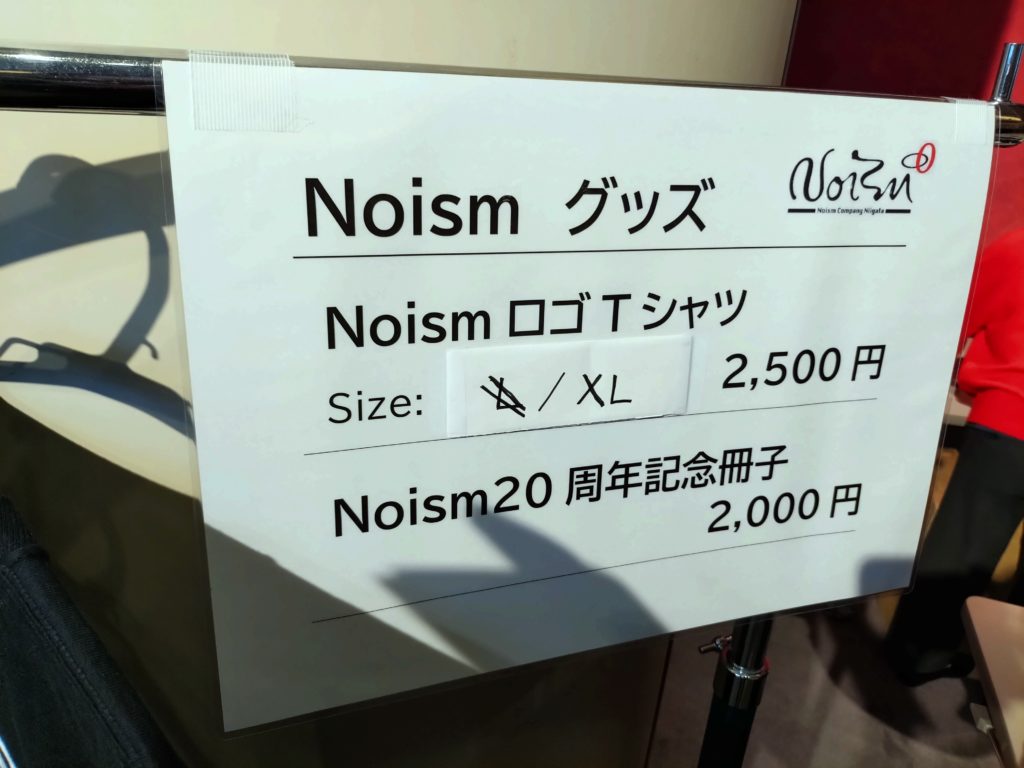 Noism グッズ
Noism0
Noism Company Niigata
Noism ロゴ T シャツ
Size: / XL 2,500 円
Noism20 周年記念冊子
2,000 円